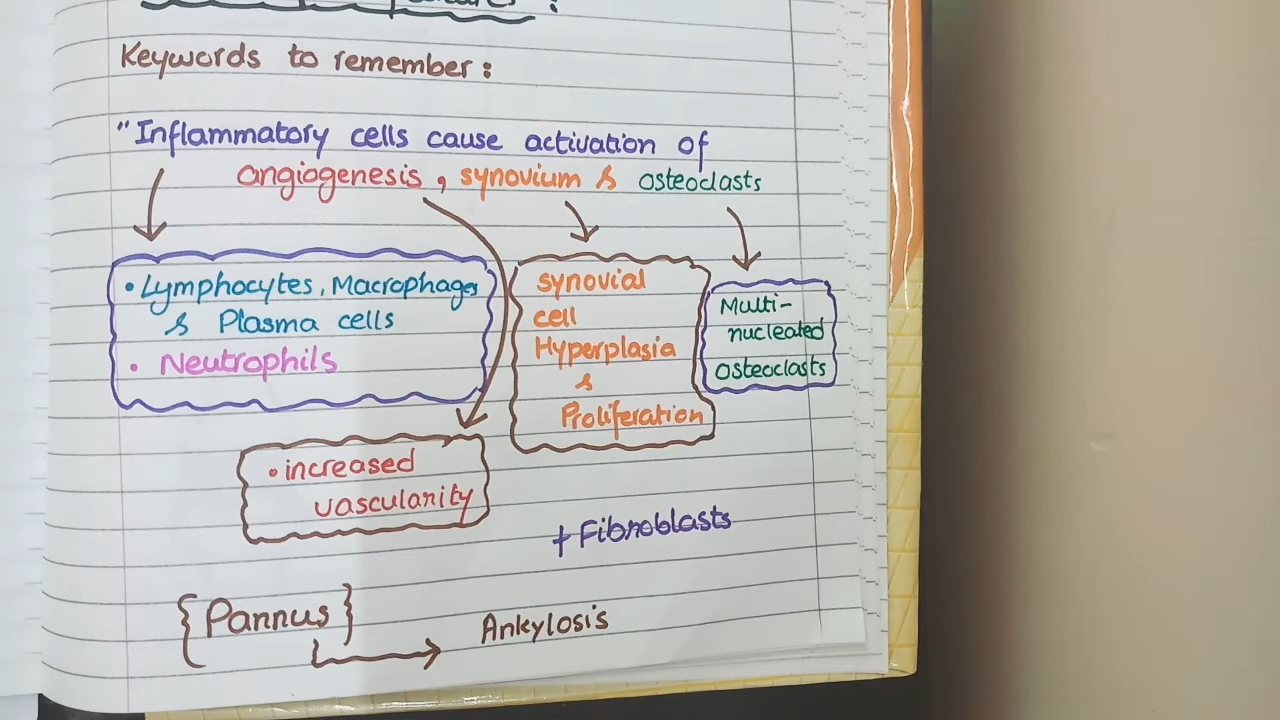 Keywords to remember :
"Inflammatory cells cause activation of
angiogenesis, synovium & osteoclasts
• Lymphocytes, Macrophages
& Plasma cells
• Neutrophils
synovial
cell
Hyperplasia
&
Proliferation
Multi-
nucleated
osteoclasts
• increased
vascularity
+ Fibroblasts
{Pannus}
Ankylosis